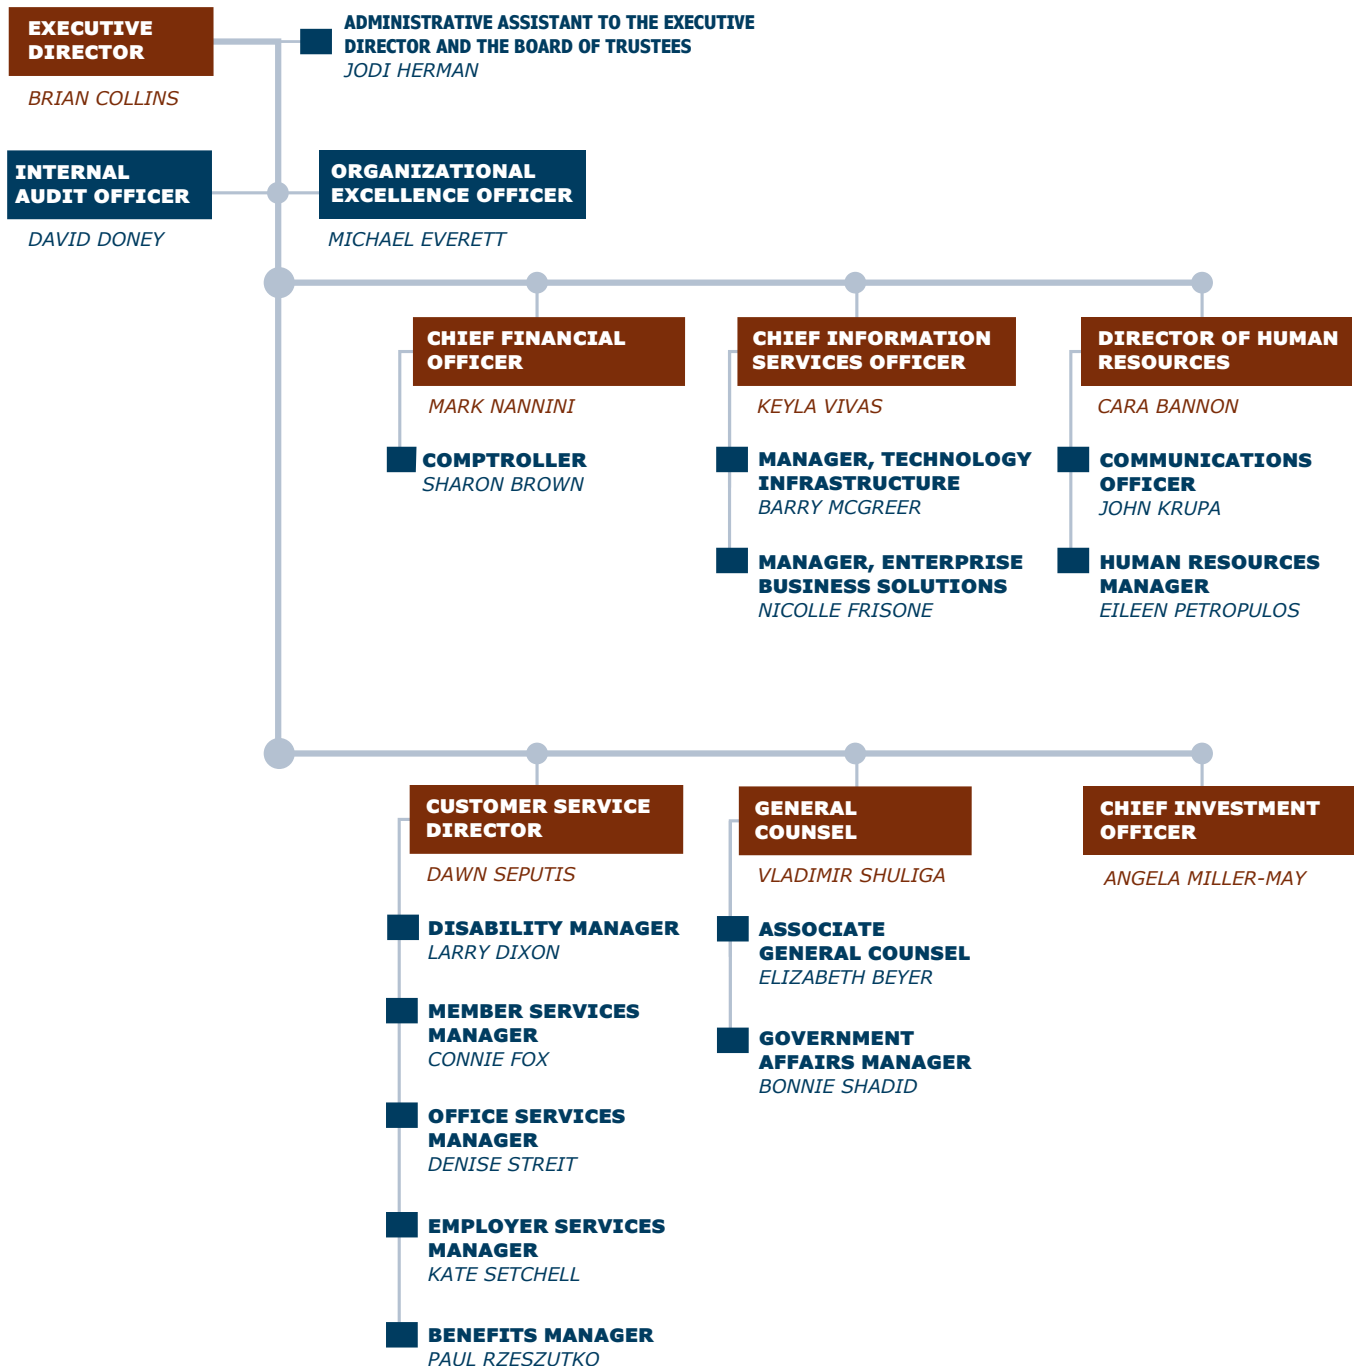 EXECUTIVE
DIRECTOR
BRIAN COLLINS
ADMINISTRATIVE ASSISTANT TO THE EXECUTIVE
DIRECTOR AND THE BOARD OF TRUSTEES
JODI HERMAN
INTERNAL
AUDIT OFFICER
DAVID DONEY
ORGANIZATIONAL
EXCELLENCE OFFICER
MICHAEL EVERETT
CHIEF FINANCIAL
OFFICER
MARK NANNINI
COMPTROLLER
SHARON BROWN
CHIEF INFORMATION
SERVICES OFFICER
KEYLA VIVAS
MANAGER, TECHNOLOGY
INFRASTRUCTURE
BARRY MCGREER
MANAGER, ENTERPRISE
BUSINESS SOLUTIONS
NICOLLE FRISONE
DIRECTOR OF HUMAN
RESOURCES
CARA BANNON
COMMUNICATIONS
OFFICER
JOHN KRUPA
HUMAN RESOURCES
MANAGER
EILEEN PETROPULOS
CUSTOMER SERVICE
DIRECTOR
DAWN SEPUTIS
DISABILITY MANAGER
LARRY DIXON
MEMBER SERVICES
MANAGER
CONNIE FOX
OFFICE SERVICES
MANAGER
DENISE STREIT
EMPLOYER SERVICES
MANAGER
KATE SETCHELL
BENEFITS MANAGER
PAUL RZESZUTKO
GENERAL
COUNSEL
VLADIMIR SHULIGA
ASSOCIATE
GENERAL COUNSEL
ELIZABETH BEYER
GOVERNMENT
AFFAIRS MANAGER
BONNIE SHADID
CHIEF INVESTMENT
OFFICER
ANGELA MILLER-MAY